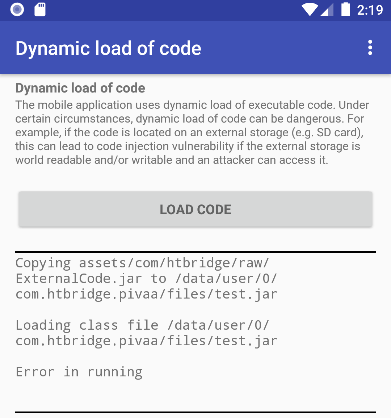 2:19
Dynamic load of code
Dynamic load of code
The mobile application uses dynamic load of executable code. Under
certain circumstances, dynamic load of code can be dangerous. For
example, if the code is located on an external storage (e.g. SD card),
this can lead to code injection vulnerability if the external storage is
world readable and/or writable and an attacker can access it.
LOAD CODE
Copying assets/com/htbridge/raw/
ExternalCode.jar to /data/user/0/
com.htbridge.pivaa/files/test.jar
Loading class file /data/user/0/
com.htbridge.pivaa/files/test.jar
Error in running